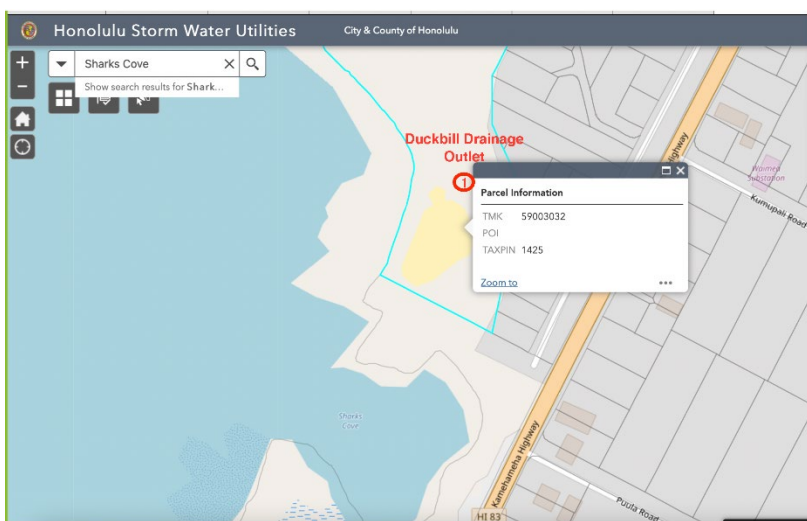 Honolulu Storm Water Utilities
City & County of Honolulu
+
Sharks Cove
Show search results for Shark...
−
Duckbill Drainage
Outlet
1
Parcel Information
TMK 59003032
POI
TAXPIN 1425
Zoom to
Highway
Waimea
Substation
Kumupali Road
Sharks
Cove
Kamehameha Highway
Puula Road
HI 83